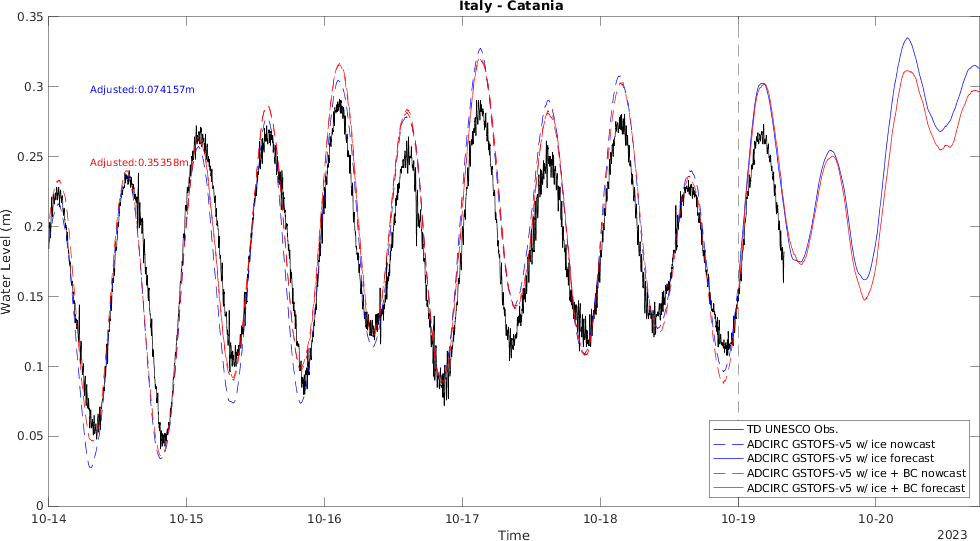 Italy - Catania
0.35
0.3
0.25
0.2
0.15
0.1
0.05
0
Water Level (m)
Adjusted:0.074157m
Adjusted:0.35358m
TD UNESCO Obs.
ADCIRC GSTOFS-v5 w/ ice nowcast
ADCIRC GSTOFS-v5 w/ ice forecast
ADCIRC GSTOFS-v5 w/ ice + BC nowcast
ADCIRC GSTOFS-v5 w/ ice + BC forecast
10-14 10-15 10-16 10-17 10-18 10-19 10-20
Time
2023